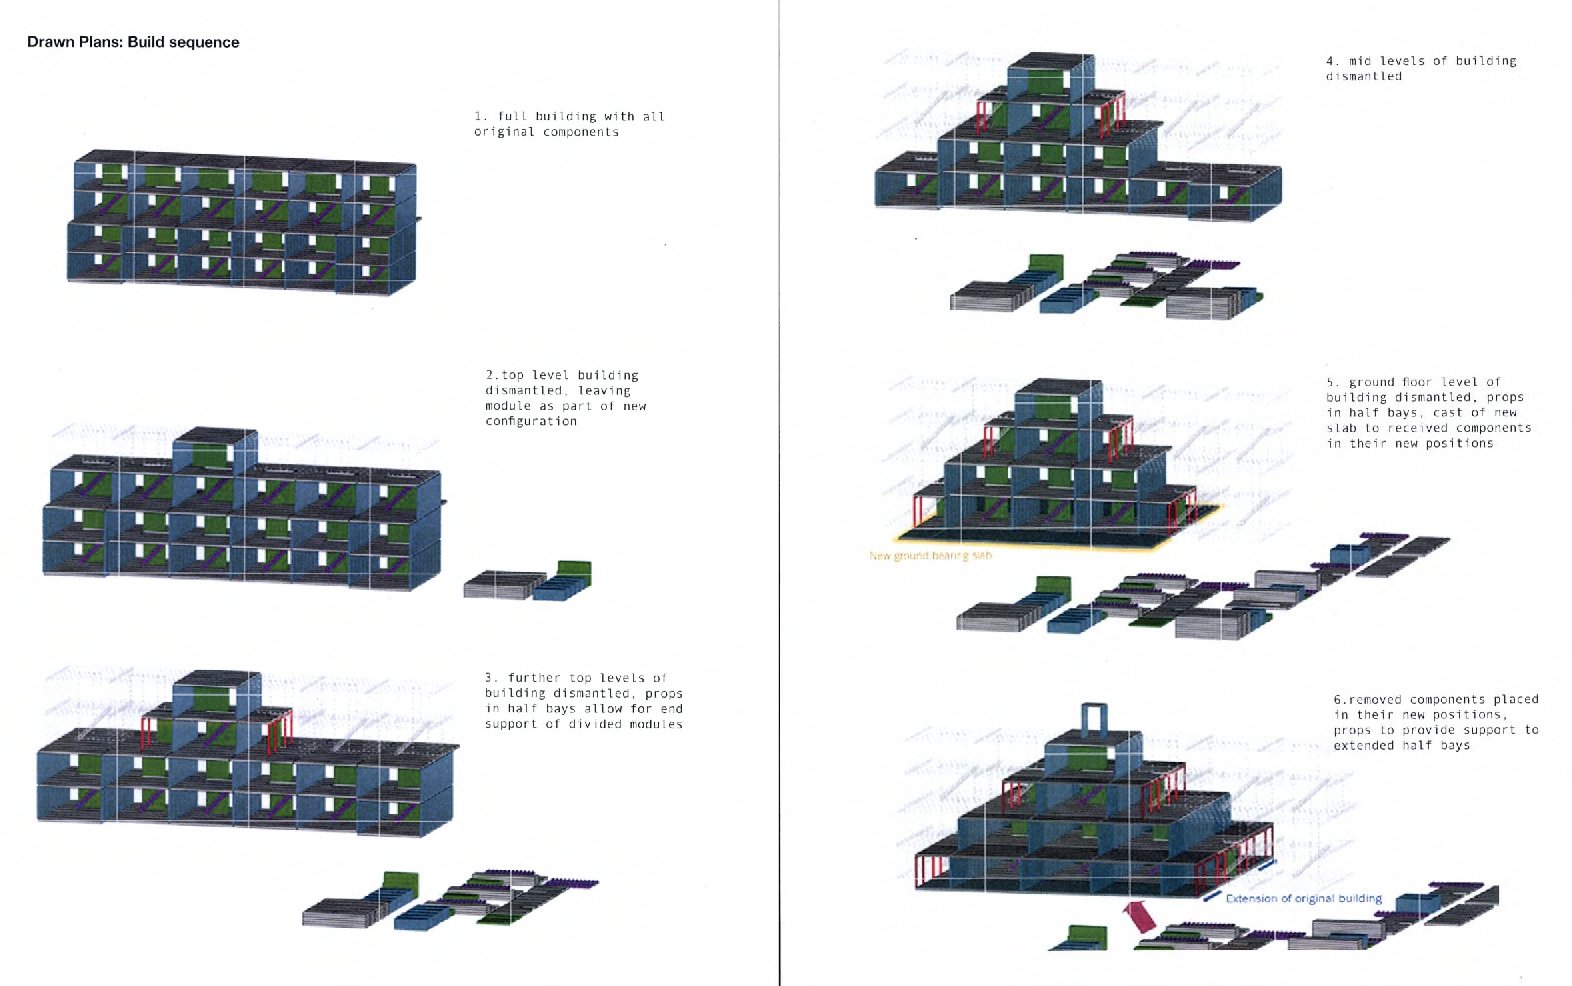 Drawn Plans: Build sequence
1. full building with all
original components
2.top level building
dismantled, leaving
module as part of new
configuration
3. further top levels of
building dismantled, props
in half bays allow for end
support of divided modules
4. mid levels of building
dismantled
5. ground floor level of
building dismantled, props
in half bays, cast of new
slab to received components
in their new positions
New ground bearing slab
6.removed components placed
in their new positions,
props to provide support to
extended half bays
Extension of original building